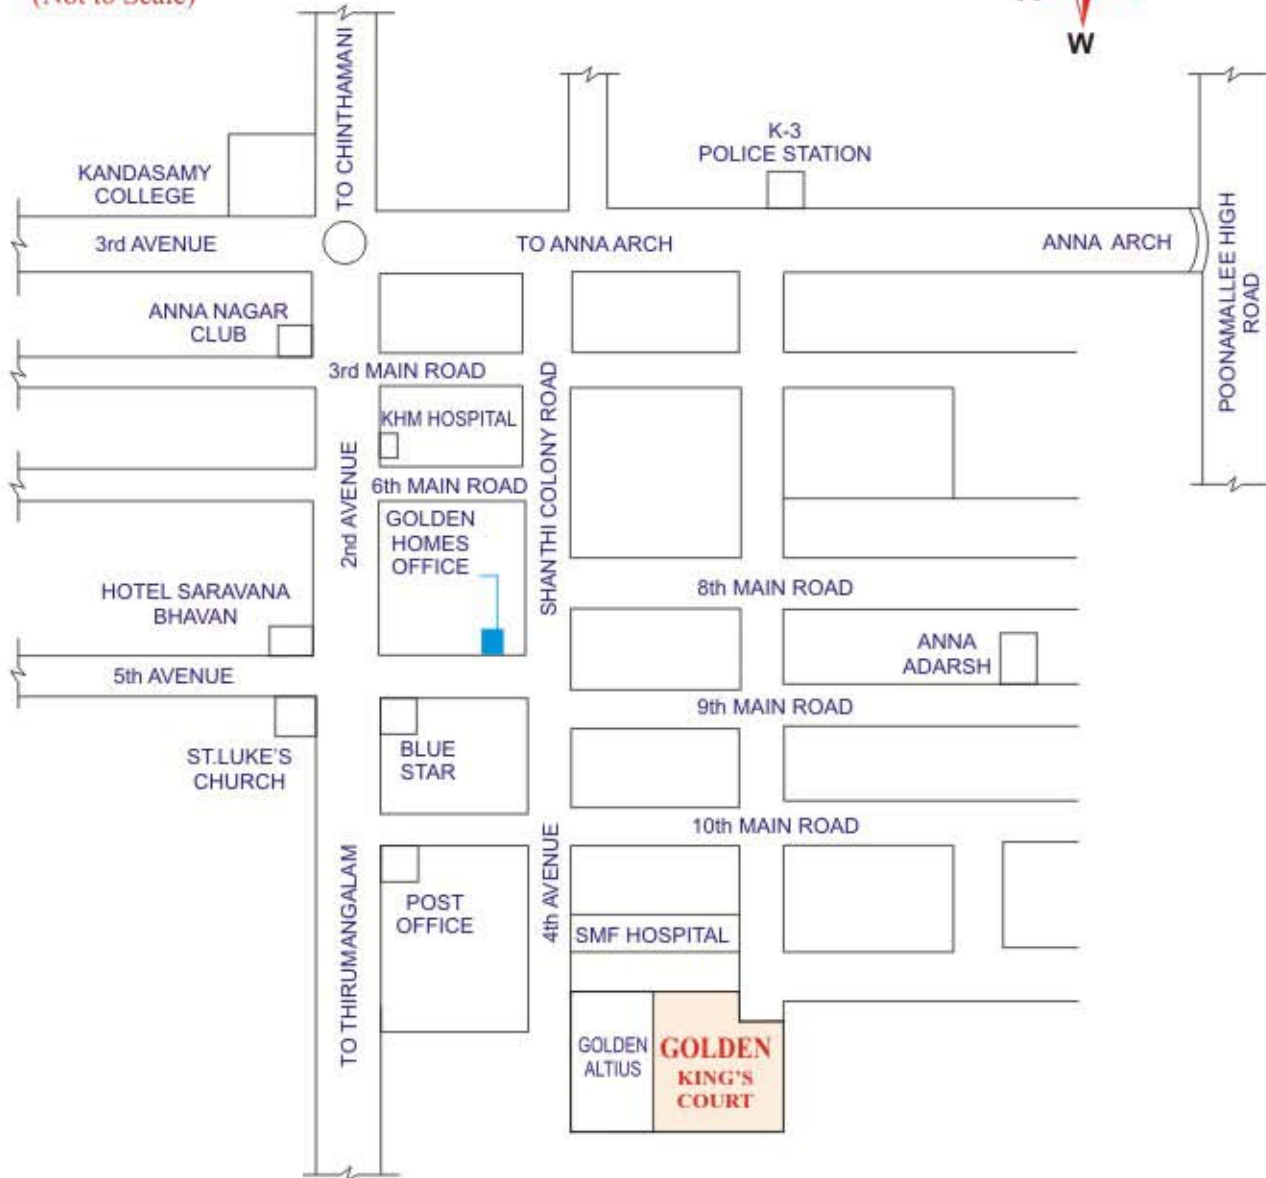 (Not to Scale)
W
TO CHINTHAMANI
K-3
POLICE STATION
KANDASAMY
COLLEGE
3rd AVENUE
TO ANNA ARCH
ANNA ARCH
POONAMALLEE HIGH
ROAD
ANNA NAGAR
CLUB
3rd MAIN ROAD
KHM HOSPITAL
2nd AVENUE
SHANTHI COLONY ROAD
6th MAIN ROAD
GOLDEN
HOMES
OFFICE
HOTEL SARAVANA
BHAVAN
8th MAIN ROAD
ANNA
ADARSH
5th AVENUE
9th MAIN ROAD
ST.LUKE'S
CHURCH
BLUE
STAR
10th MAIN ROAD
TO THIRUMANGALAM
4th AVENUE
POST
OFFICE
SMF HOSPITAL
GOLDEN
ALTIUS
GOLDEN
KING'S
COURT